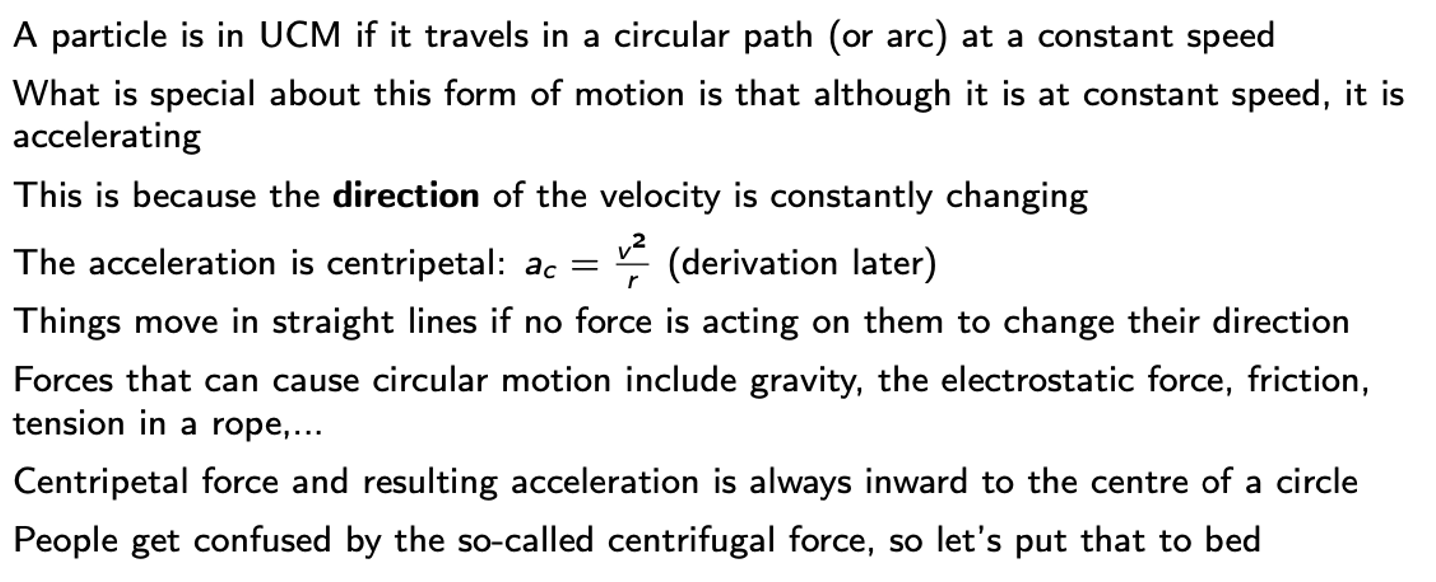 A particle is in UCM if it travels in a circular path (or arc) at a constant speed
What is special about this form of motion is that although it is at constant speed, it is
accelerating
This is because the direction of the velocity is constantly changing
The acceleration is centripetal: a_c = v²/r (derivation later)
Things move in straight lines if no force is acting on them to change their direction
Forces that can cause circular motion include gravity, the electrostatic force, friction,
tension in a rope,...
Centripetal force and resulting acceleration is always inward to the centre of a circle
People get confused by the so-called centrifugal force, so let's put that to bed